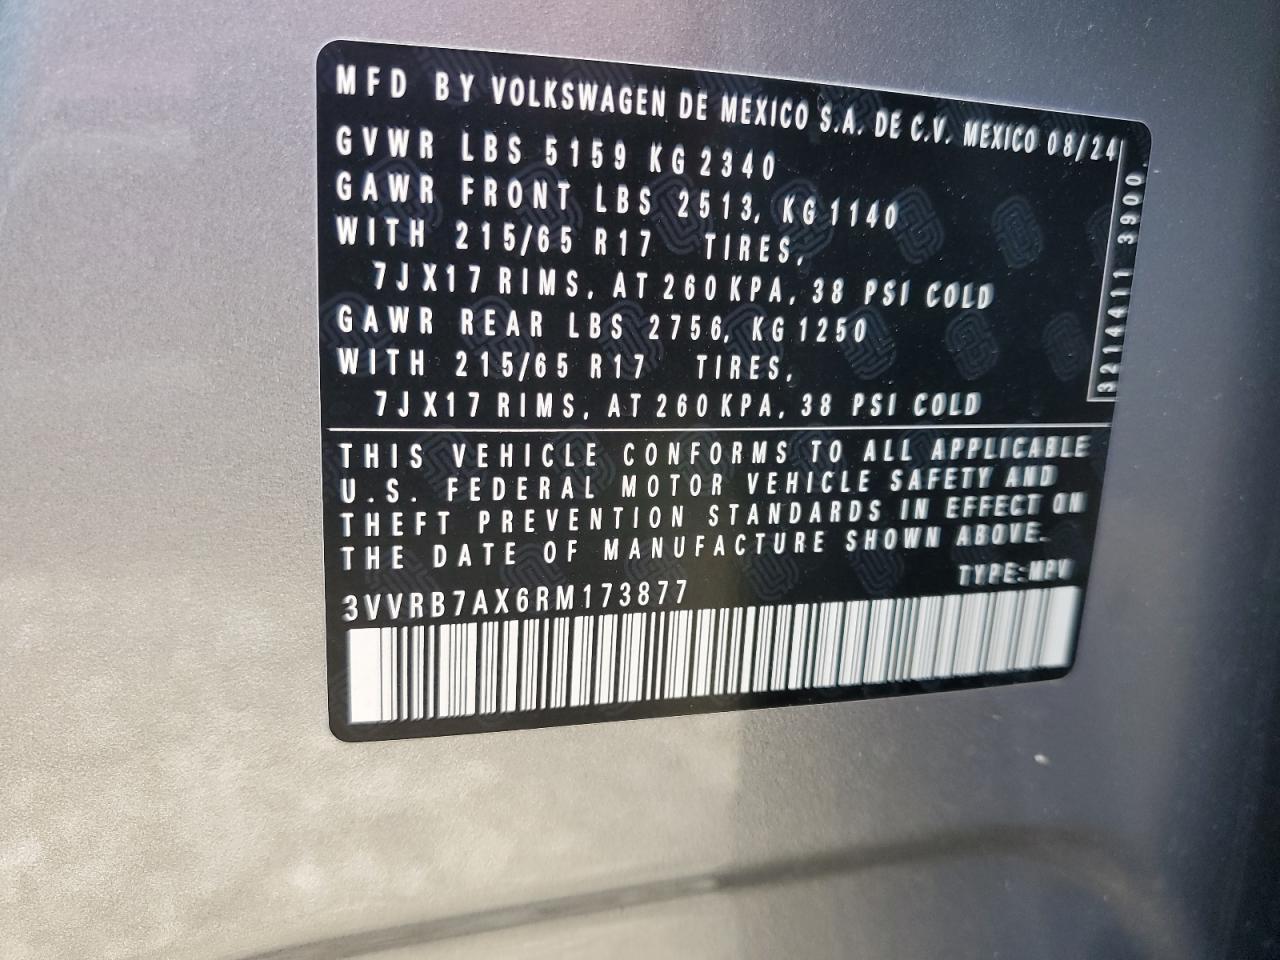 MFD BY VOLKSWAGEN DE MEXICO S.A. DE C.V. MEXICO 08/24
GVWR LBS 5159 KG 2340
GAWR FRONT LBS 2513, KG 1140
WITH 215/65 R17 TIRES,
7JX17 RIMS, AT 260 KPA, 38 PSI COLD
GAWR REAR LBS 2756, KG 1250
WITH 215/65 R17 TIRES,
7JX17 RIMS, AT 260 KPA, 38 PSI COLD
3214411 3900
THIS VEHICLE CONFORMS TO ALL APPLICABLE
U.S. FEDERAL MOTOR VEHICLE SAFETY AND
THEFT PREVENTION STANDARDS IN EFFECT ON
THE DATE OF MANUFACTURE SHOWN ABOVE.
TYPE:MPV
3VVRB7AX6RM173877